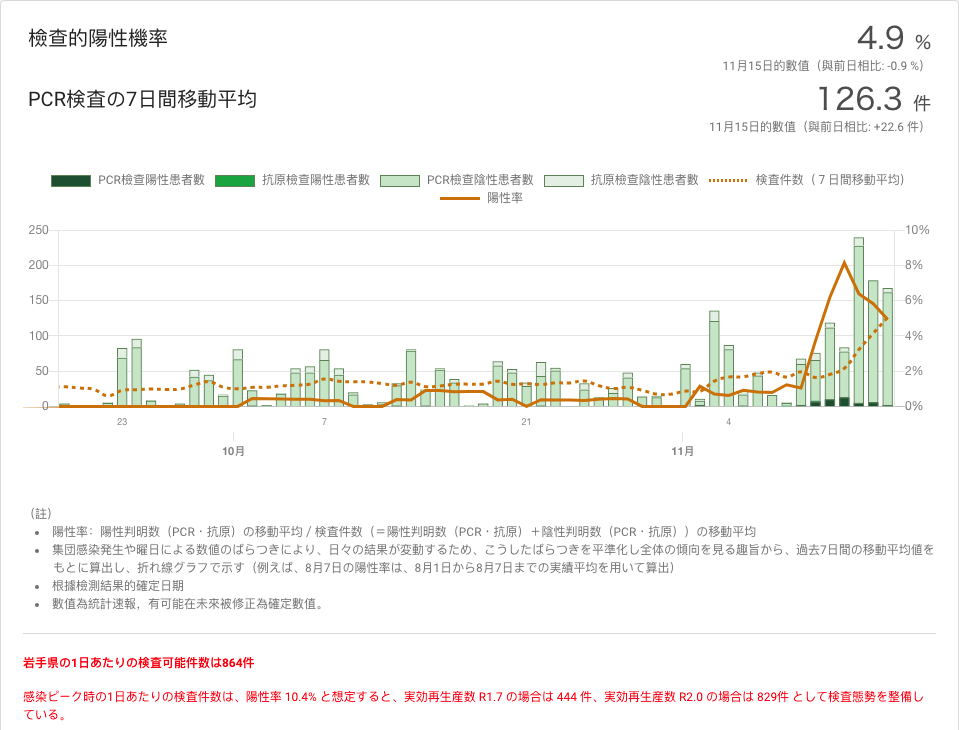 檢查的陽性機率
4.9 %
11月15日的數值（與前日相比: -0.9 %）
PCR検査の7日間移動平均
126.3 件
11月15日的數值（與前日相比: +22.6 件）
PCR檢查陽性患者數 抗原檢查陽性患者數 PCR檢查陰性患者數 抗原檢查陰性患者數 検査件数（７日間移動平均）
陽性率
250 10%
200 8%
150 6%
100 4%
50 2%
0 0%
23 7 21 4
10月 11月
（註）
陽性率：陽性判明数（PCR・抗原）の移動平均 / 検査件数（＝陽性判明数（PCR・抗原）＋陰性判明数（PCR・抗原））の移動平均
集団感染発生や曜日による数値のばらつきにより、日々の結果が変動するため、こうしたばらつきを平準化し全体の傾向を見る趣旨から、過去7日間の移動平均値を
もとに算出し、折れ線グラフで示す（例えば、8月7日の陽性率は、8月1日から8月7日までの実績平均を用いて算出）
根據檢測結果的確定日期
數值為統計速報，有可能在未來被修正為確定數值。
岩手県の1日あたりの検査可能件数は864件
感染ピーク時の1日あたりの検査件数は、陽性率 10.4% と想定すると、実効再生産数 R1.7 の場合は 444 件、実効再生産数 R2.0 の場合は 829件 として検査態勢を整備し
ている。